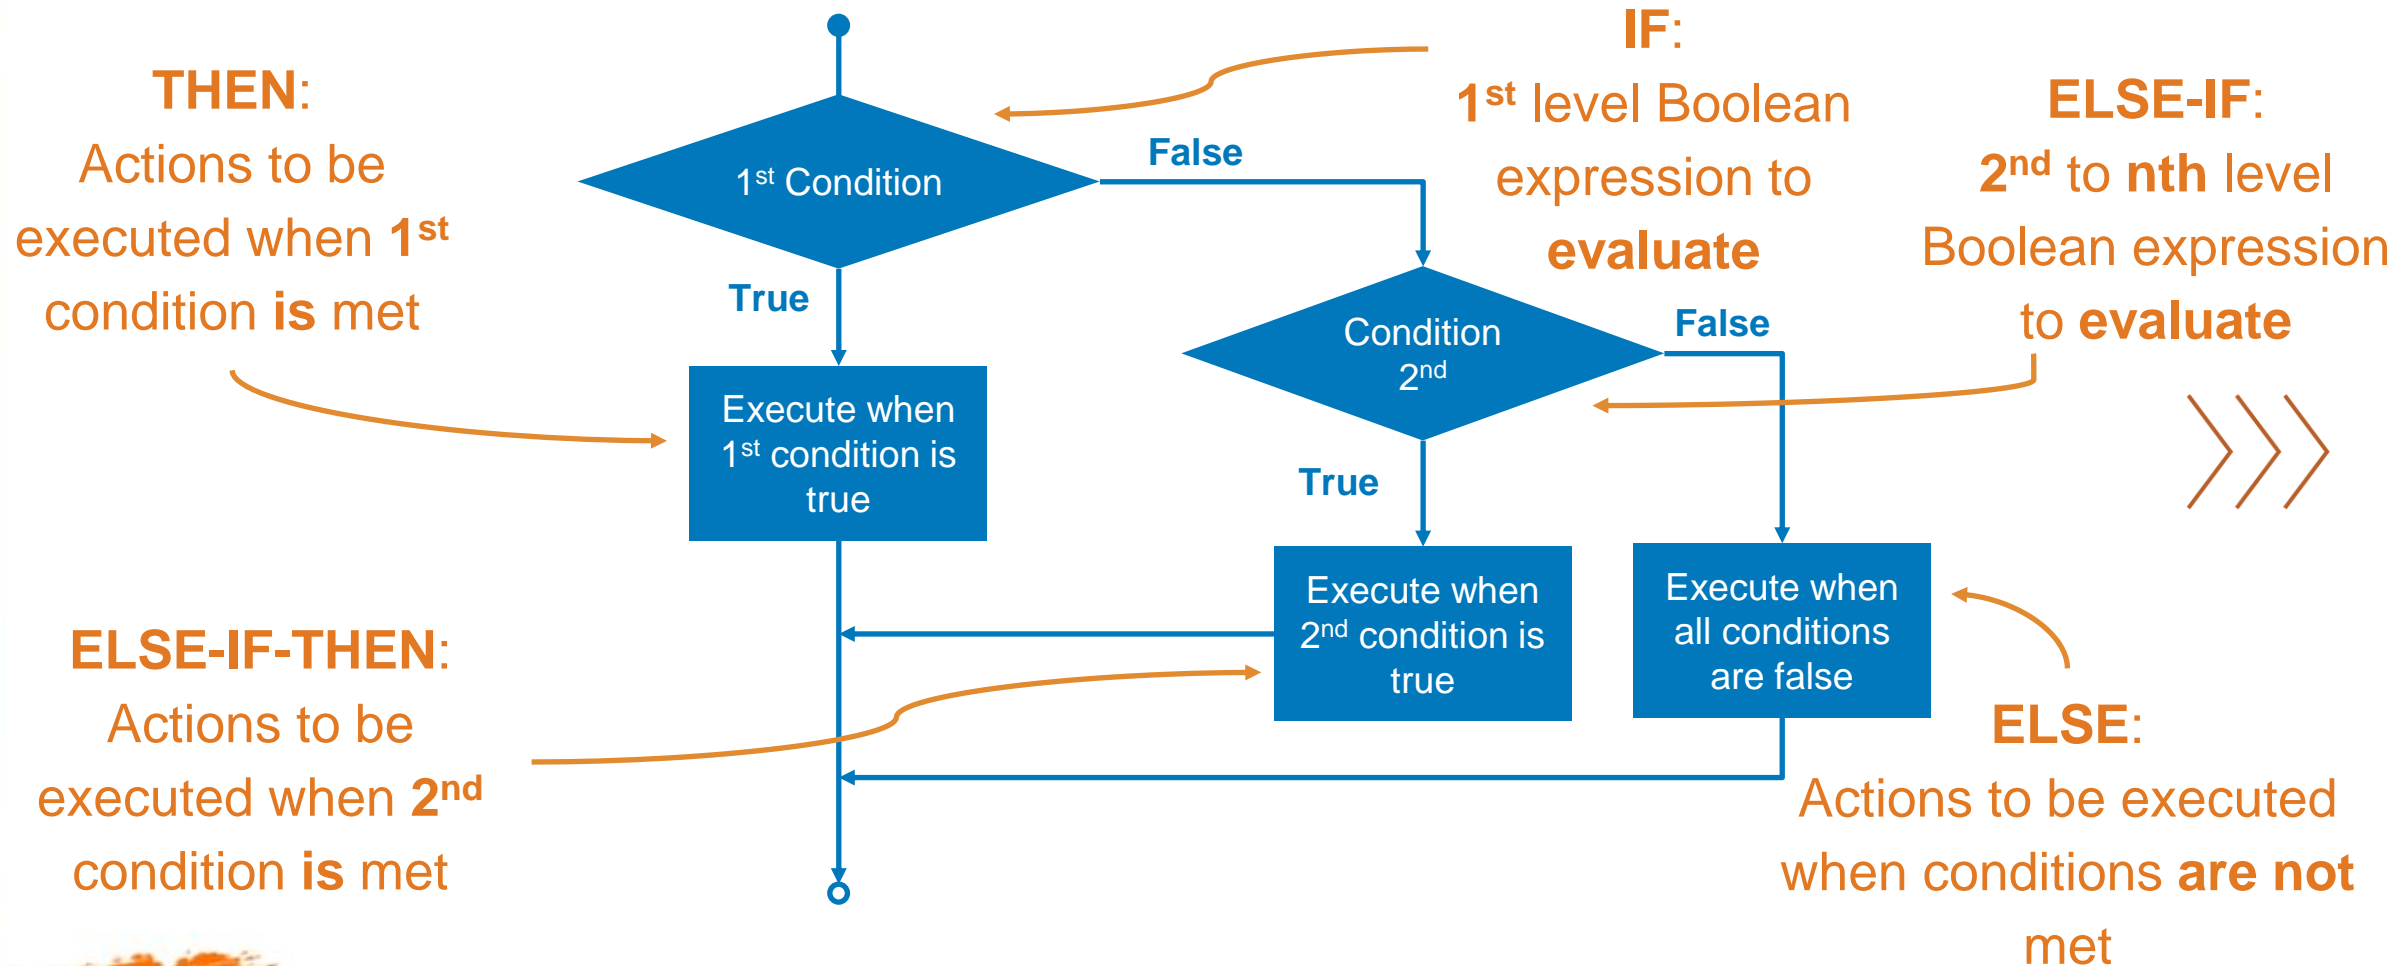 THEN:
Actions to be
executed when 1st
condition is met
IF:
1st level Boolean
expression to
evaluate
ELSE-IF:
2nd to nth level
Boolean expression
to evaluate
1st Condition
False
True
Condition
2nd
False
True
Execute when
1st condition is
true
Execute when
2nd condition is
true
Execute when
all conditions
are false
ELSE-IF-THEN:
Actions to be
executed when 2nd
condition is met
ELSE:
Actions to be executed
when conditions are not
met